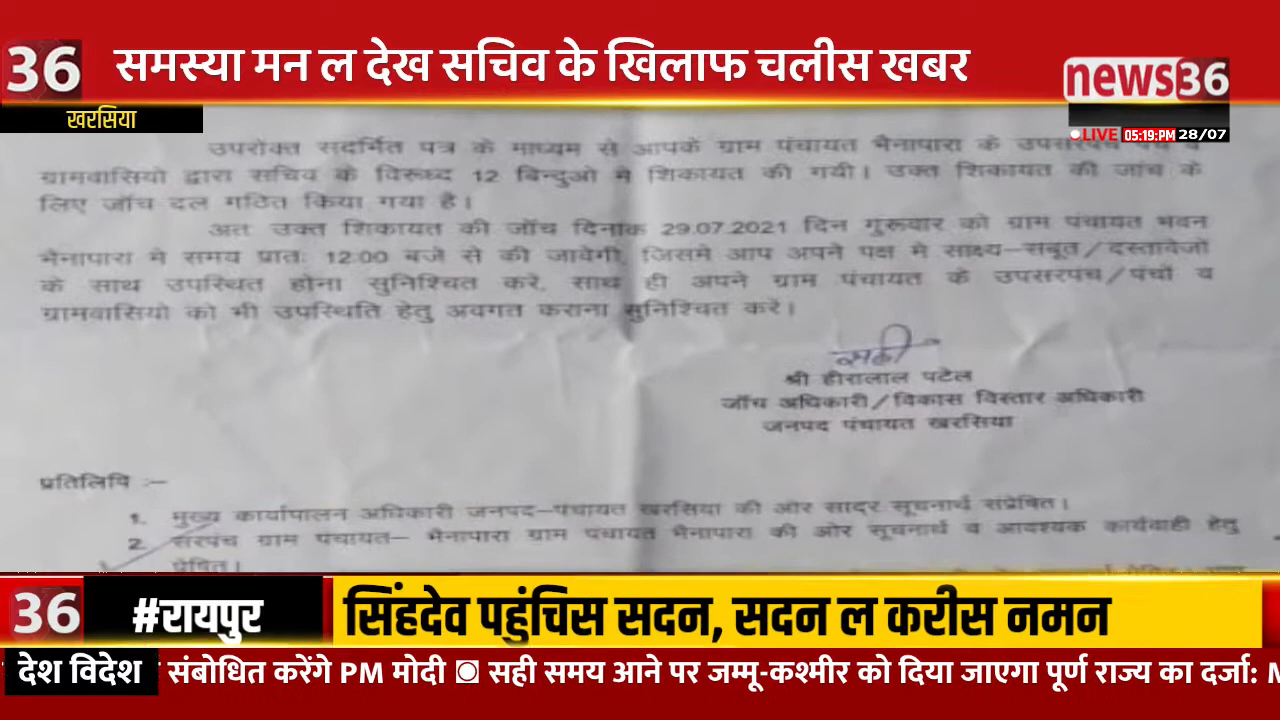 36 समस्या मन ल देख सचिव के खिलाफ चलीस खबर
news36
खरसिया
LIVE 05:19:PM 28/07
उपरोक्त सदर्मित पत्र के माध्यम से आपके ग्राम पंचायत भैनापारा के उपसरपंच व
ग्रामवासियो द्वारा सचिव के विरूध्द 12 बिन्दुओ मे शिकायत की गयी। उक्त शिकायत की जांच के
लिए जॉच दल गठित किया गया है।
अत उक्त शिकायत की जॉच दिनाक 29.07.2021 दिन गुरूवार को ग्राम पंचायत भवन
भैनापारा मे समय प्रातः 12:00 बजे से की जावेगी, जिसमे आप अपने पक्ष मे साक्ष्य–सबूत/दस्तावेजो
के साथ उपस्थित होना सुनिश्चित करे, साथ ही अपने ग्राम पंचायत के उपसरपंच/पंचो व
ग्रामवासियो को भी उपस्थिति हेतु अवगत कराना सुनिश्चित करे।
सही
श्री हीरालाल पटेल
जॉच अधिकारी/विकास विस्तार अधिकारी
जनपद पंचायत खरसिया
प्रतिलिपि :–
1. मुख्य कार्यापालन अधिकारी जनपद–पंचायत खरसिया की ओर सादर सूचनार्थ संप्रेषित।
2. सरपंच ग्राम पंचायत– भैनापारा ग्राम पंचायत भैनापारा की ओर सूचनार्थ व आवश्यक कार्यवाही हेतु
प्रेषित।
36 #रायपुर सिंहदेव पहुंचिस सदन, सदन ल करीस नमन
देश विदेश संबोधित करेंगे PM मोदी ◙ सही समय आने पर जम्मू-कश्मीर को दिया जाएगा पूर्ण राज्य का दर्जा: